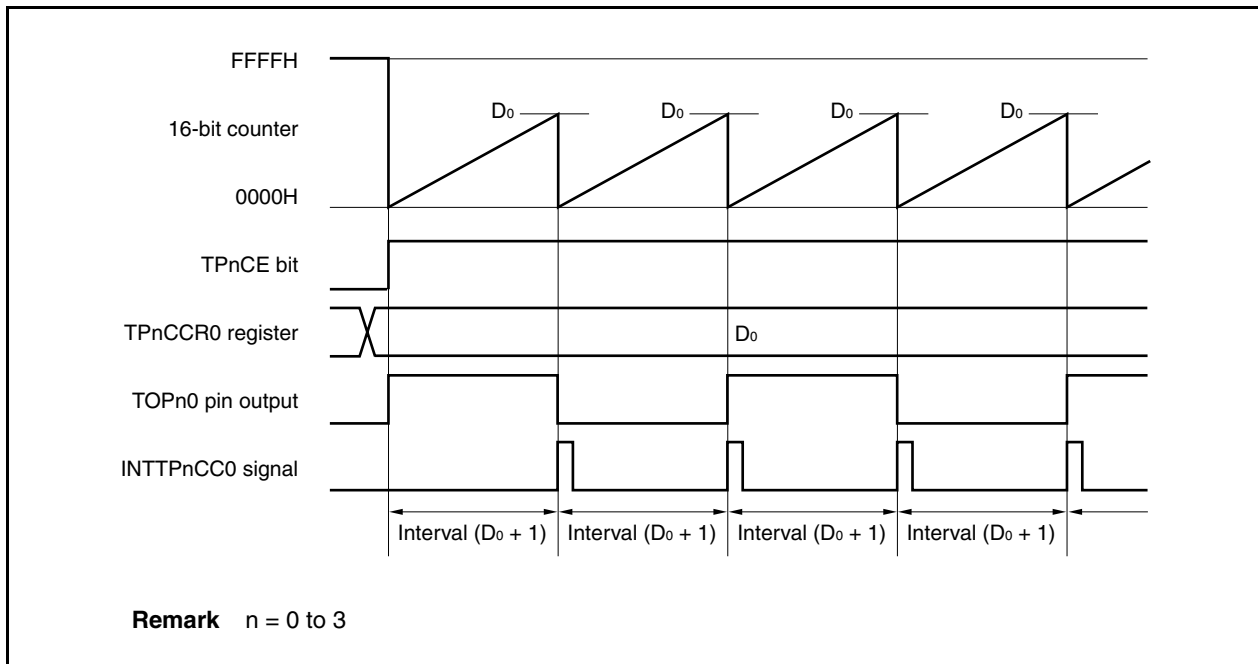 FFFFH
D₀ D₀ D₀ D₀
16-bit counter
0000H
TPnCE bit
TPnCCR0 register D₀
TOPn0 pin output
INTTPnCC0 signal
Interval (D₀ + 1) Interval (D₀ + 1) Interval (D₀ + 1) Interval (D₀ + 1)
Remark n = 0 to 3